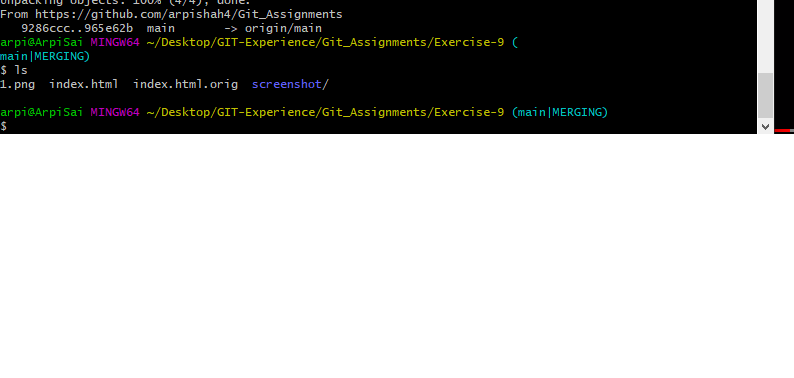 Unpacking objects: 100% (4/4), done.
From https://github.com/arpishah4/Git_Assignments
   9286ccc..965e62b  main       -> origin/main
arpi@ArpiSai MINGW64 ~/Desktop/GIT-Experience/Git_Assignments/Exercise-9 (
main|MERGING)
$ ls
1.png  index.html  index.html.orig  screenshot/
arpi@ArpiSai MINGW64 ~/Desktop/GIT-Experience/Git_Assignments/Exercise-9 (main|MERGING)
$